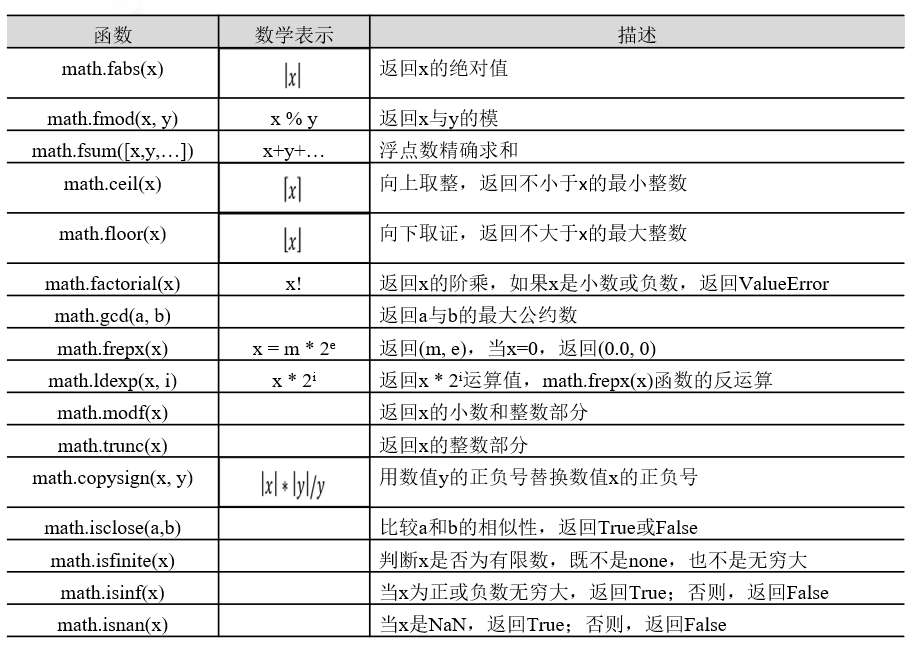 函数 数学表示 描述
math.fabs(x) |x| 返回x的绝对值
math.fmod(x, y) x % y 返回x与y的模
math.fsum([x,y,…]) x+y+… 浮点数精确求和
math.ceil(x) ⌈x⌉ 向上取整，返回不小于x的最小整数
math.floor(x) ⌊x⌋ 向下取证，返回不大于x的最大整数
math.factorial(x) x! 返回x的阶乘，如果x是小数或负数，返回ValueError
math.gcd(a, b) 返回a与b的最大公约数
math.frepx(x) x = m * 2ᵉ 返回(m, e)，当x=0，返回(0.0, 0)
math.ldexp(x, i) x * 2ⁱ 返回x * 2ⁱ运算值，math.frepx(x)函数的反运算
math.modf(x) 返回x的小数和整数部分
math.trunc(x) 返回x的整数部分
math.copysign(x, y) |x|*|y|/y 用数值y的正负号替换数值x的正负号
math.isclose(a,b) 比较a和b的相似性，返回True或False
math.isfinite(x) 判断x是否为有限数，既不是none，也不是无穷大
math.isinf(x) 当x为正或负数无穷大，返回True；否则，返回False
math.isnan(x) 当x是NaN，返回True；否则，返回False